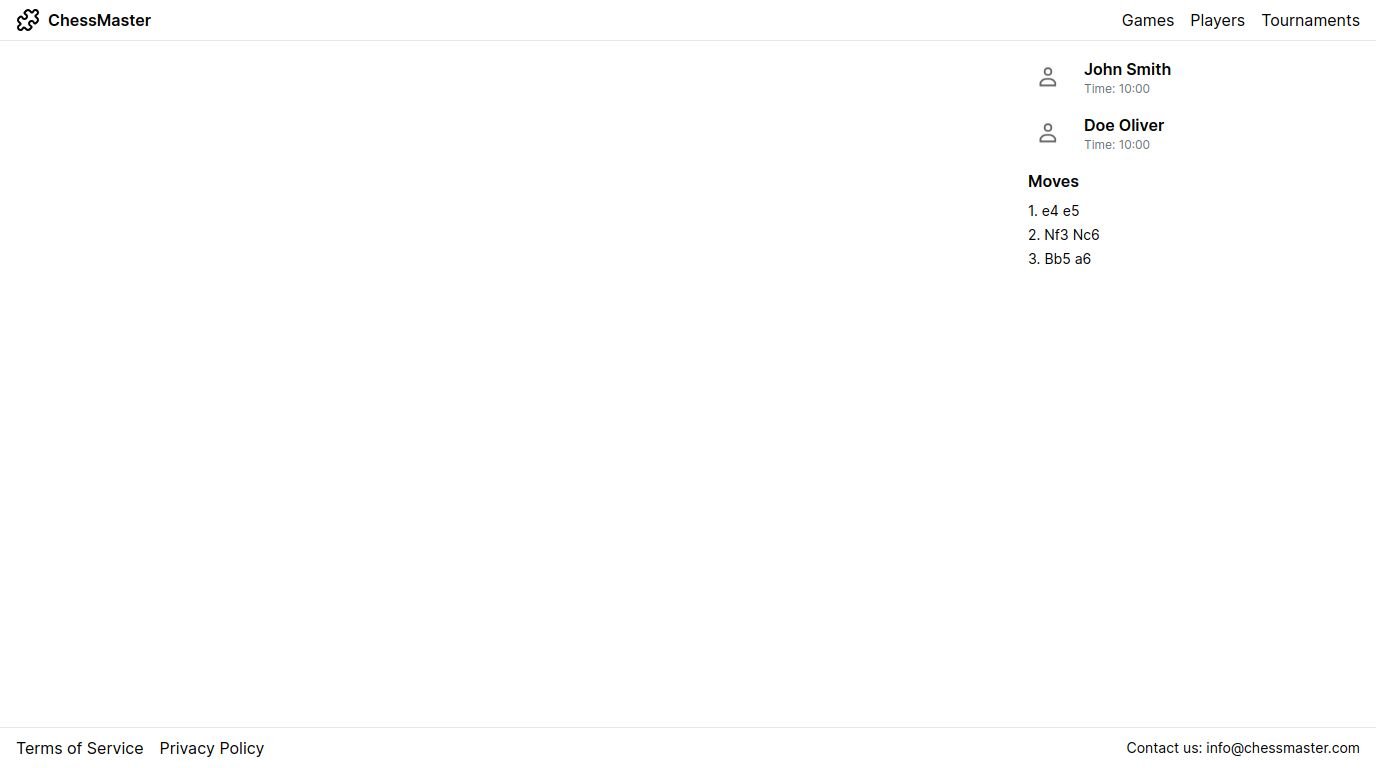 ChessMaster
Games Players Tournaments
John Smith
Time: 10:00
Doe Oliver
Time: 10:00
Moves
1. e4 e5
2. Nf3 Nc6
3. Bb5 a6
Terms of Service Privacy Policy
Contact us: info@chessmaster.com